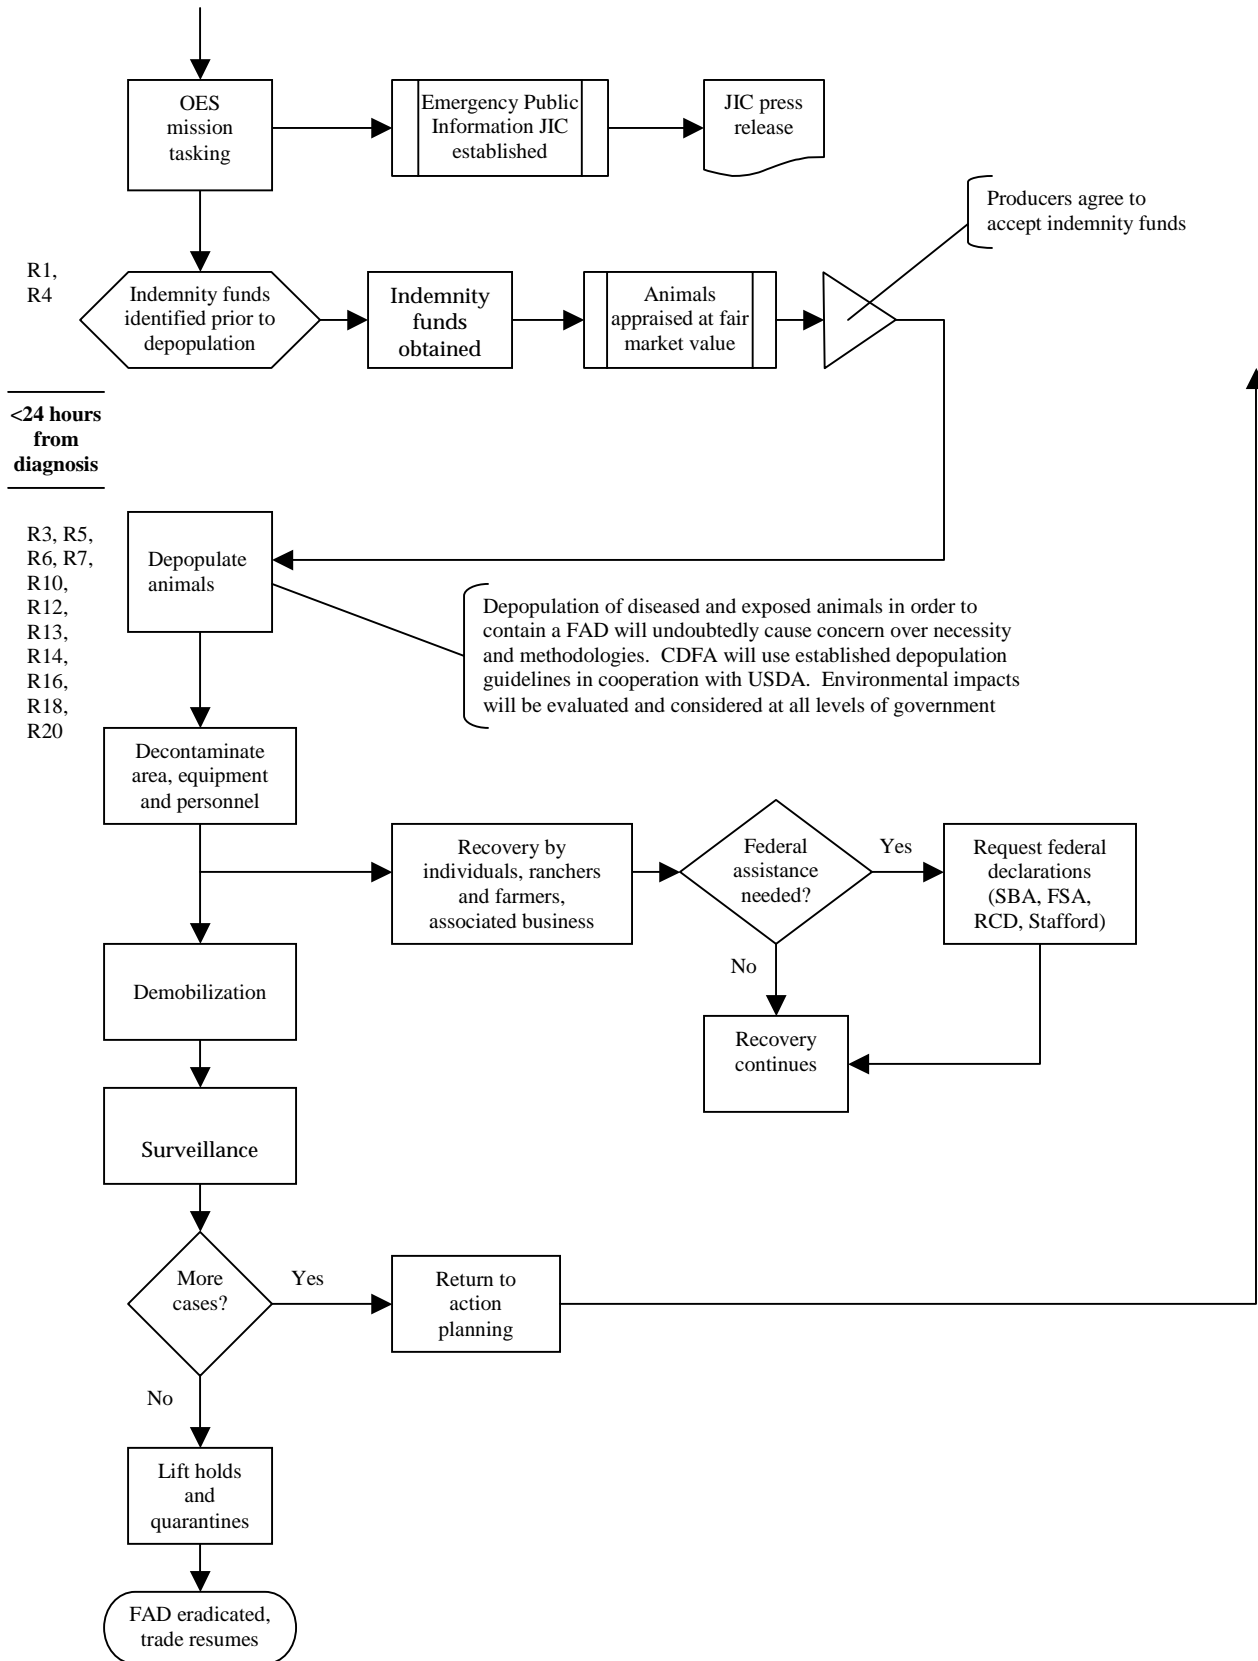 OES
mission
tasking
Emergency Public
Information JIC
established
JIC press
release
Producers agree to
accept indemnity funds
R1,
R4
Indemnity funds
identified prior to
depopulation
Indemnity
funds
obtained
Animals
appraised at fair
market value
<24 hours
from
diagnosis
R3, R5,
R6, R7,
R10,
R12,
R13,
R14,
R16,
R18,
R20
Depopulate
animals
Depopulation of diseased and exposed animals in order to
contain a FAD will undoubtedly cause concern over necessity
and methodologies.  CDFA will use established depopulation
guidelines in cooperation with USDA.  Environmental impacts
will be evaluated and considered at all levels of government
Decontaminate
area, equipment
and personnel
Recovery by
individuals, ranchers
and farmers,
associated business
Federal
assistance
needed?
Yes
Request federal
declarations
(SBA, FSA,
RCD, Stafford)
No
Recovery
continues
Demobilization
Surveillance
More
cases?
Yes
Return to
action
planning
No
Lift holds
and
quarantines
FAD eradicated,
trade resumes